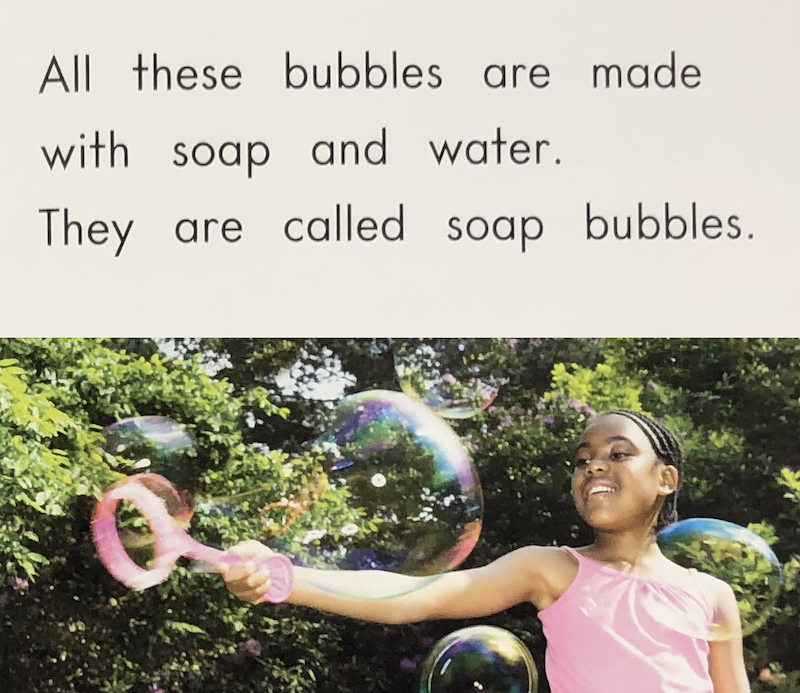 All these bubbles are made
with soap and water.
They are called soap bubbles.